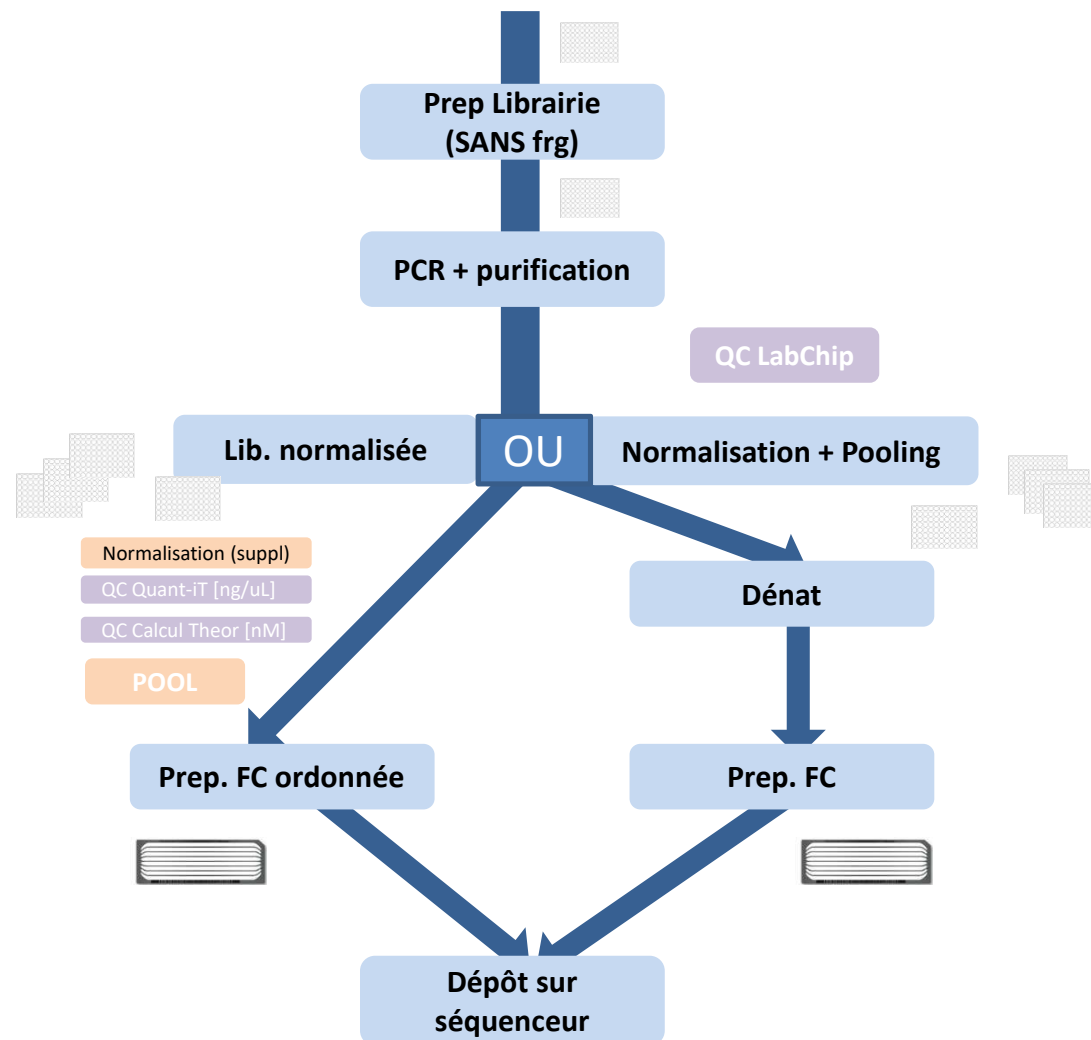 Prep Librairie
(SANS frg)
PCR + purification
QC LabChip
Lib. normalisée
OU
Normalisation + Pooling
Normalisation (suppl)
QC Quant-iT [ng/uL]
QC Calcul Theor [nM]
POOL
Dénat
Prep. FC ordonnée
Prep. FC
Dépôt sur
séquenceur